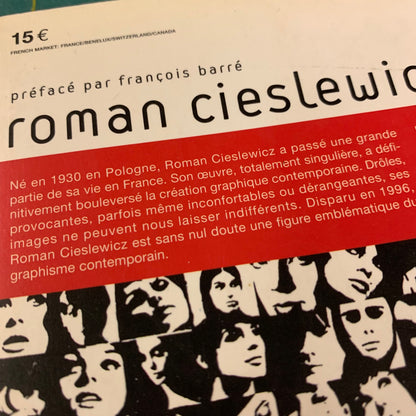 15 €
FRENCH MARKET: FRANCE/BENELUX/SWITZERLAND/CANADA
préfacé par françois barré
roman cieslewic
Né en 1930 en Pologne, Roman Cieslewicz a passé une grande
partie de sa vie en France. Son œuvre, totalement singulière, a défi-
nitivement bouleversé la création graphique contemporaine. Drôles,
provocantes, parfois même inconfortables ou dérangeantes, ses
images ne peuvent nous laisser indifférents. Disparu en 1996
Roman Cieslewicz est sans nul doute une figure emblématique du
graphisme contemporain.